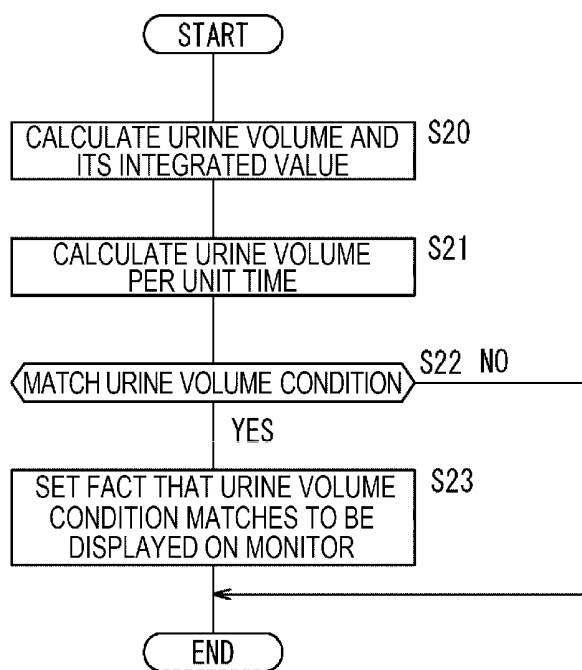 START
CALCULATE URINE VOLUME AND
ITS INTEGRATED VALUE
S20
CALCULATE URINE VOLUME
PER UNIT TIME
S21
MATCH URINE VOLUME CONDITION
S22 NO
YES
SET FACT THAT URINE VOLUME
CONDITION MATCHES TO BE
DISPLAYED ON MONITOR
S23
END